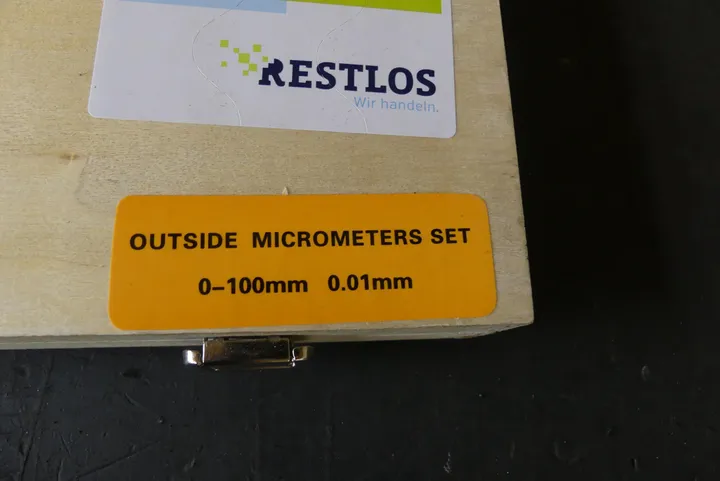 RESTLOS
Wir handeln.
OUTSIDE MICROMETERS SET
0-100mm 0.01mm